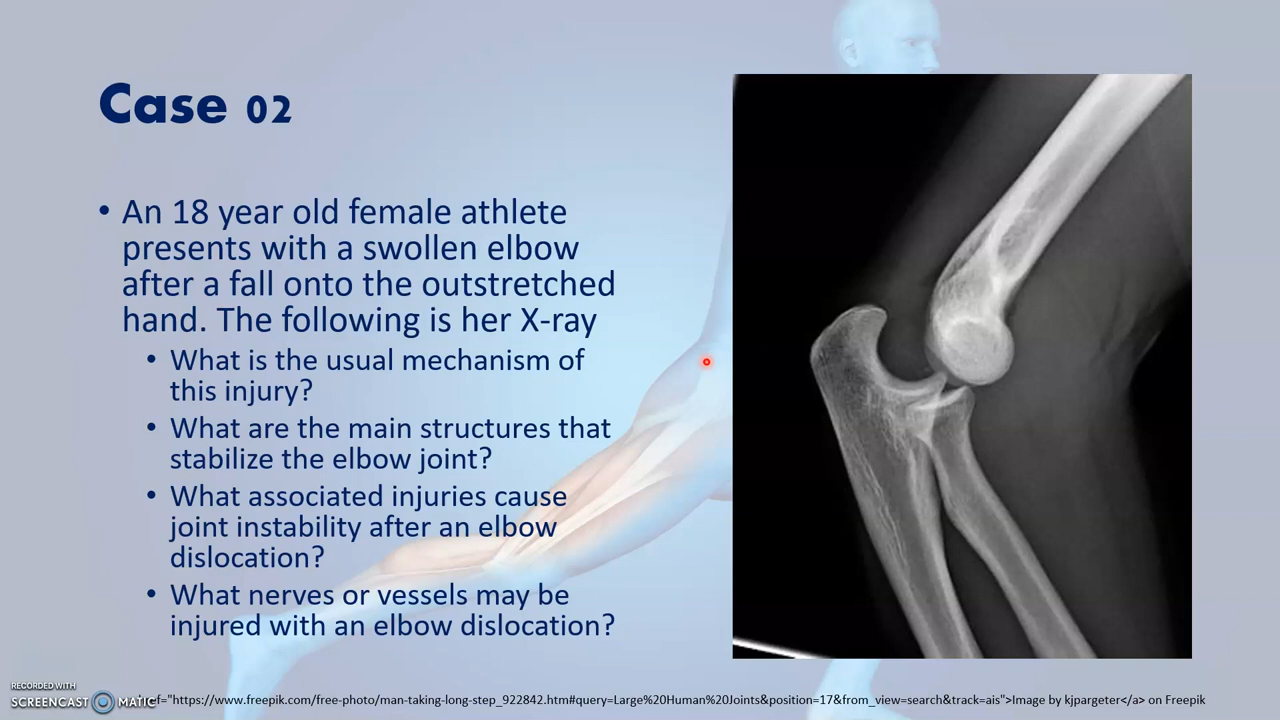 Case 02
• An 18 year old female athlete
presents with a swollen elbow
after a fall onto the outstretched
hand. The following is her X-ray
• What is the usual mechanism of
this injury?
• What are the main structures that
stabilize the elbow joint?
• What associated injuries cause
joint instability after an elbow
dislocation?
• What nerves or vessels may be
injured with an elbow dislocation?
RECORDED WITH
SCREENCAST MATIC
ef="https://www.freepik.com/free-photo/man-taking-long-step_922842.htm#query=Large%20Human%20Joints&position=17&from_view=search&track=ais">Image by kjpargeter</a> on Freepik